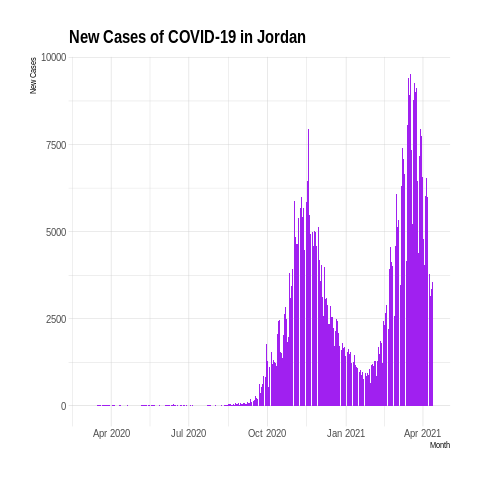 New Cases of COVID-19 in Jordan
New Cases
10000
7500
5000
2500
0
Apr 2020
Jul 2020
Oct 2020
Jan 2021
Apr 2021
Month